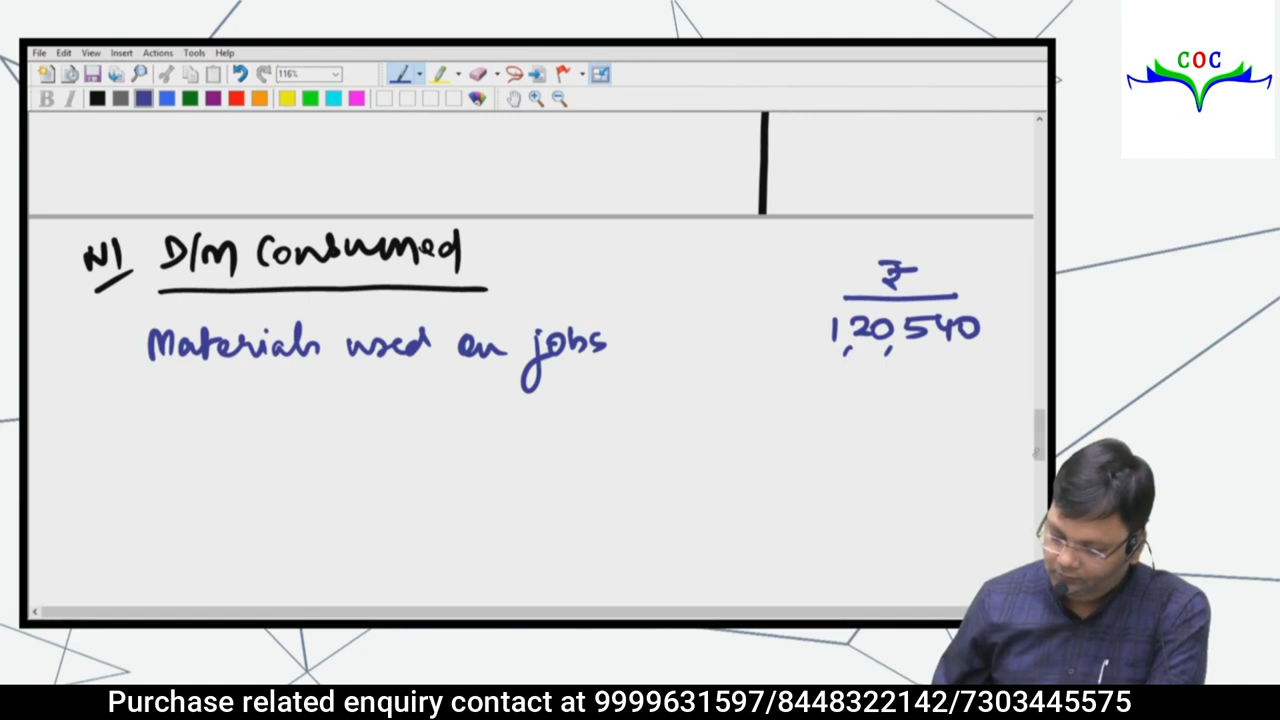 COC
File Edit View Insert Actions Tools Help
116%
B I
N1 D/M Consumed
₹
Materials used on jobs 1,20,540
Purchase related enquiry contact at 9999631597/8448322142/7303445575